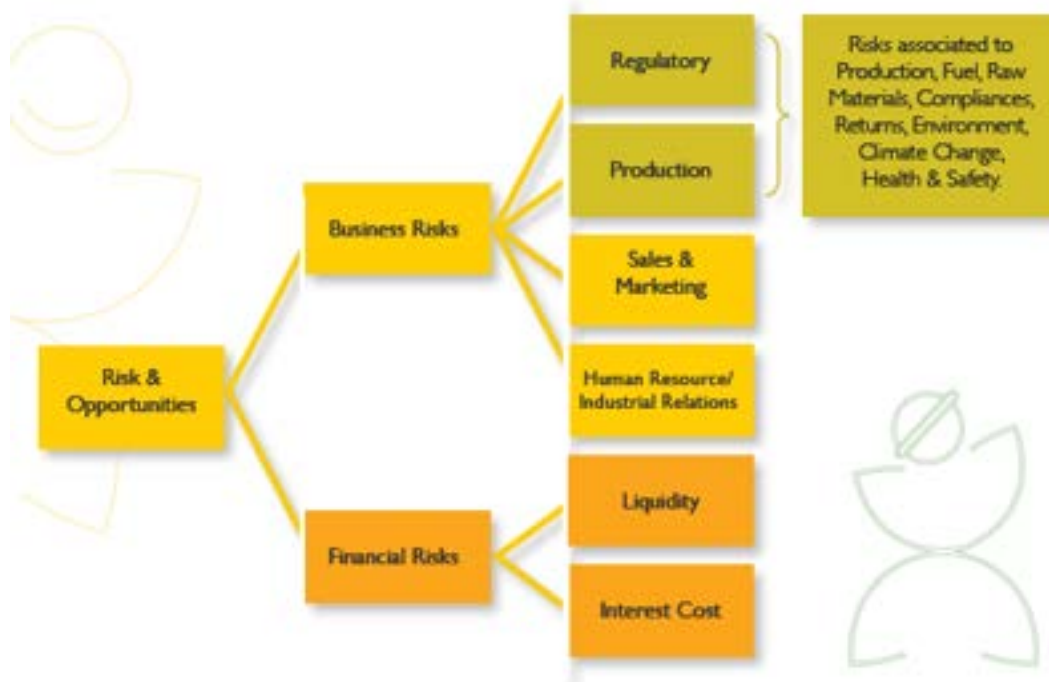 Regulatory
Risks associated to
Production, Fuel, Raw
Materials, Compliances,
Returns, Environment,
Climate Change,
Health & Safety.
Production
Business Risks
Sales &
Marketing
Risk &
Opportunities
Human Resource/
Industrial Relations
Liquidity
Financial Risks
Interest Cost